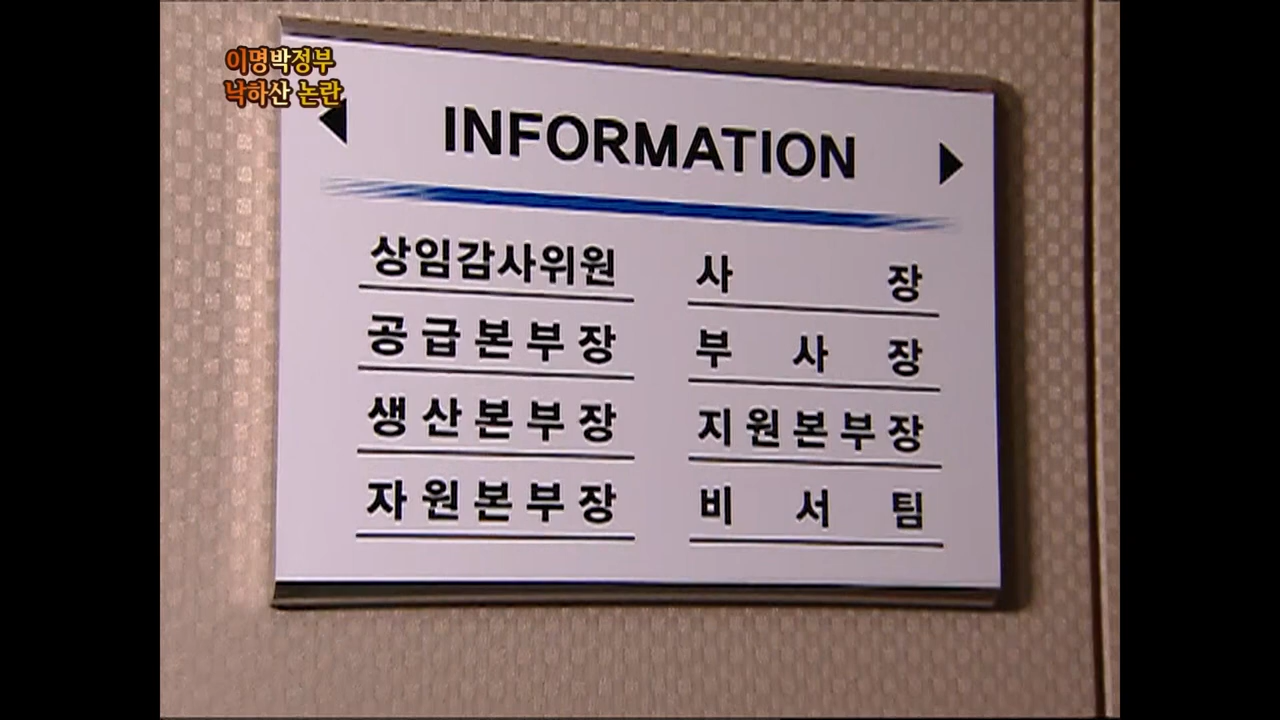 이명박정부
낙하산 논란
◀ INFORMATION ▶
상임감사위원 사 장
공급본부장 부 사 장
생산본부장 지원본부장
자원본부장 비 서 팀